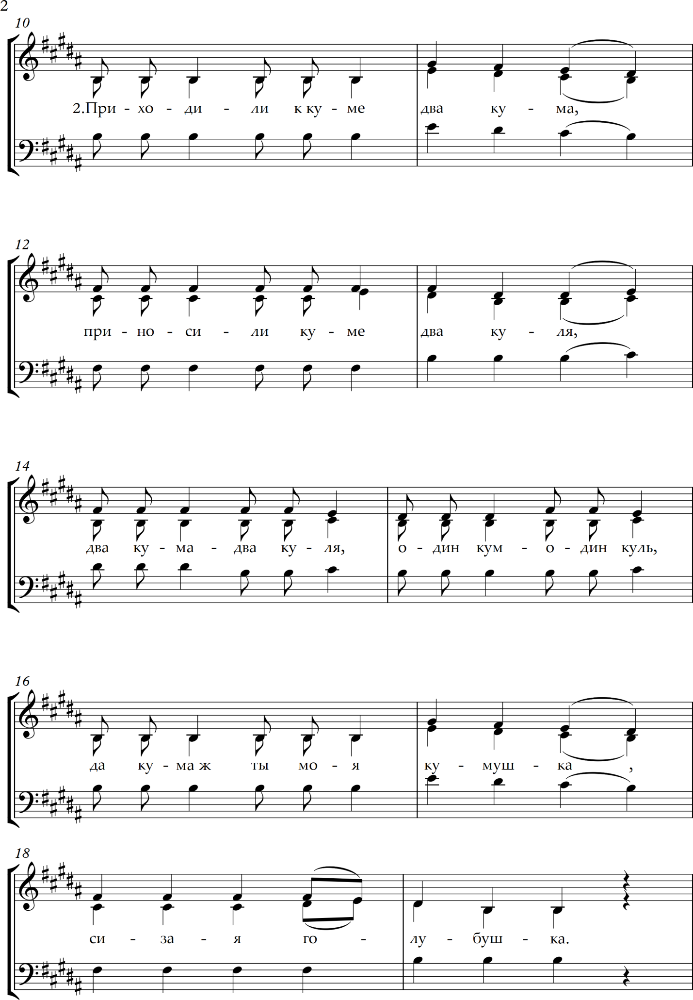 2
10
2.При - хо - ди - ли к ку - ме два ку - ма,
12
при - но - си - ли ку - ме два ку - ля,
14
два ку - ма - два ку - ля, о - дин кум - о - дин куль,
16
да ку - ма ж ты мо - я ку - муш - ка ,
18
си - за - я го - лу - буш - ка.